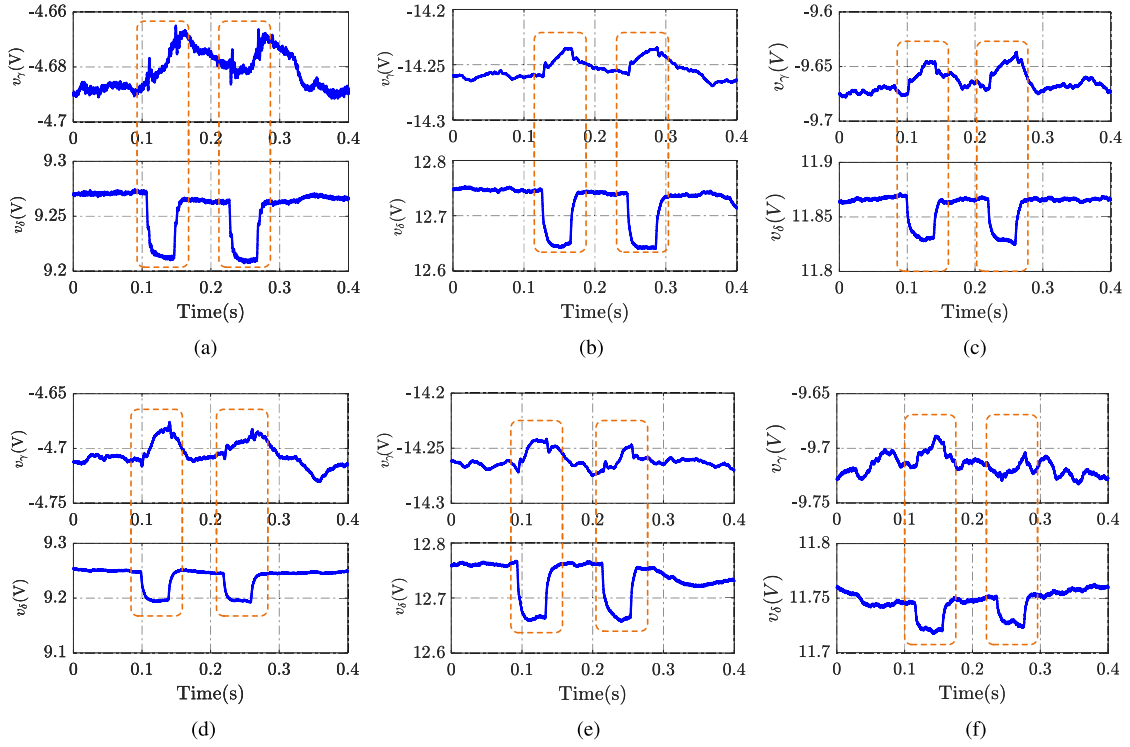 -4.66
-4.68
-4.7
vγ(V)
0 0.1 0.2 0.3 0.4
9.3
9.25
9.2
vδ(V)
0 0.1 0.2 0.3 0.4
Time(s)
(a)
-14.2
-14.25
-14.3
vγ(V)
0 0.1 0.2 0.3 0.4
12.8
12.7
12.6
vδ(V)
0 0.1 0.2 0.3 0.4
Time(s)
(b)
-9.6
-9.65
-9.7
vγ(V)
0 0.1 0.2 0.3 0.4
11.9
11.85
11.8
vδ(V)
0 0.1 0.2 0.3 0.4
Time(s)
(c)
-4.65
-4.7
-4.75
vγ(V)
0 0.1 0.2 0.3 0.4
9.3
9.2
9.1
vδ(V)
0 0.1 0.2 0.3 0.4
Time(s)
(d)
-14.2
-14.25
-14.3
vγ(V)
0 0.1 0.2 0.3 0.4
12.8
12.7
12.6
vδ(V)
0 0.1 0.2 0.3 0.4
Time(s)
(e)
-9.65
-9.7
-9.75
vγ(V)
0 0.1 0.2 0.3 0.4
11.8
11.75
11.7
vδ(V)
0 0.1 0.2 0.3 0.4
Time(s)
(f)